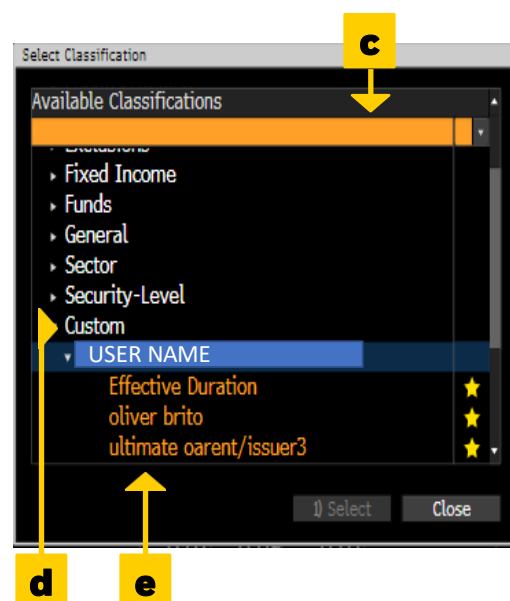 c
Select Classification
Available Classifications
Exclusions
Fixed Income
Funds
General
Sector
Security-Level
Custom
USER NAME
Effective Duration
oliver brito
ultimate oarent/issuer3
1) Select Close
d e